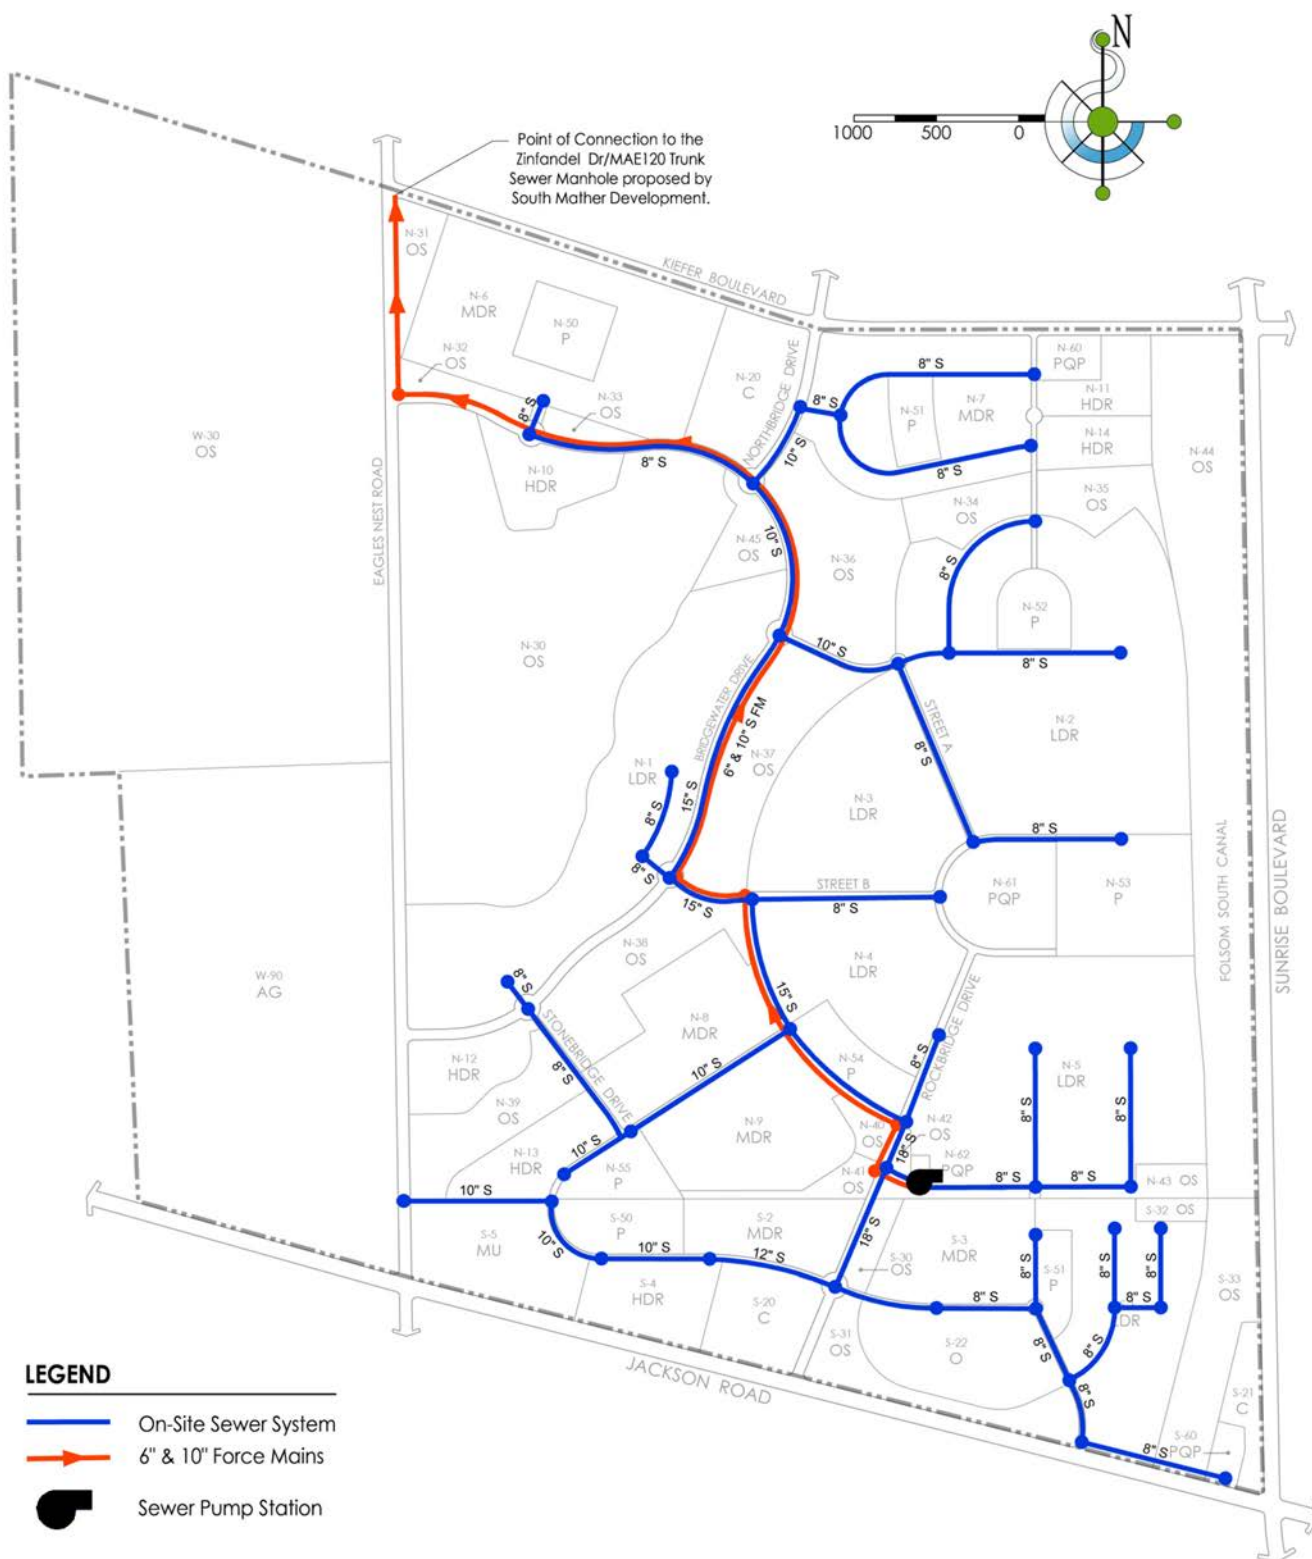 N
1000 500 0
Point of Connection to the
Zinfandel Dr/MAE120 Trunk
Sewer Manhole proposed by
South Mather Development.
N-31
OS
KIEFER BOULEVARD
N-6
MDR
N-50
P
N-32
OS
N-33
OS
N-20
C
NORTHBRIDGE DRIVE
N-60
PQP
8" S
N-11
HDR
N-51
P
N-7
MDR
8" S
8" S
N-14
HDR
W-30
OS
8" S
10" S
8" S
8" S
N-44
OS
N-10
HDR
N-35
OS
N-34
OS
EAGLES NEST ROAD
10" S
N-45
OS
N-36
OS
8" S
N-52
P
N-30
OS
10" S
8" S
BRIDGEWATER DRIVE
6" & 10" S FM
STREET A
N-2
LDR
N-37
OS
8" S
N-1
LDR
15" S
8" S
N-3
LDR
8" S
8" S
STREET B
N-61
PQP
N-53
P
FOLSOM SOUTH CANAL
SUNRISE BOULEVARD
15" S
8" S
N-38
OS
N-4
LDR
W-90
AG
8" S
15" S
STONEBRIDGE DRIVE
N-8
MDR
ROCKBRIDGE DRIVE
N-12
HDR
8" S
10" S
N-54
P
8" S
N-5
LDR
N-39
OS
N-9
MDR
N-40
OS
N-42
OS
8" S
8" S
18" S
N-13
HDR
10" S
N-55
P
N-41
OS
N-62
PQP
8" S
8" S
N-43 OS
10" S
S-32 OS
S-5
MU
10" S
S-50
P
S-2
MDR
18" S
S-3
MDR
10" S
12" S
S-30
OS
8" S
S-51
P
8" S
8" S
S-33
OS
S-4
HDR
S-20
C
8" S
8" S
LDR
S-31
OS
S-22
O
8" S
8" S
JACKSON ROAD
8" S
S-21
C
S-60
PQP
8" S
LEGEND
On-Site Sewer System
6" & 10" Force Mains
Sewer Pump Station